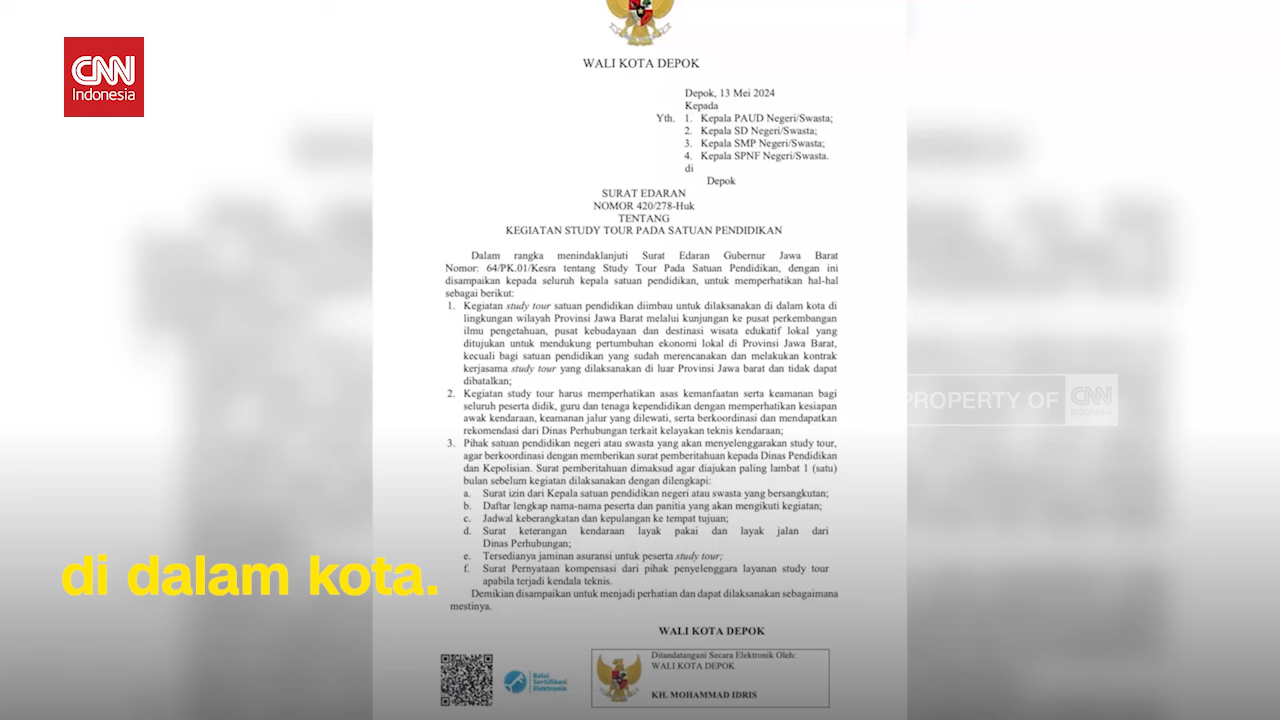 CNN
Indonesia
WALI KOTA DEPOK
Depok, 13 Mei 2024
Kepada
Yth. 1. Kepala PAUD Negeri/Swasta;
2. Kepala SD Negeri/Swasta;
3. Kepala SMP Negeri/Swasta;
4. Kepala SPNF Negeri/Swasta.
di
Depok
SURAT EDARAN
NOMOR 420/278-Huk
TENTANG
KEGIATAN STUDY TOUR PADA SATUAN PENDIDIKAN
Dalam rangka menindaklanjuti Surat Edaran Gubernur Jawa Barat
Nomor: 64/PK.01/Kesra tentang Study Tour Pada Satuan Pendidikan, dengan ini
disampaikan kepada seluruh kepala satuan pendidikan, untuk memperhatikan hal-hal
sebagai berikut:
1. Kegiatan study tour satuan pendidikan diimbau untuk dilaksanakan di dalam kota di
lingkungan wilayah Provinsi Jawa Barat melalui kunjungan ke pusat perkembangan
ilmu pengetahuan, pusat kebudayaan dan destinasi wisata edukatif lokal yang
ditujukan untuk mendukung pertumbuhan ekonomi lokal di Provinsi Jawa Barat,
kecuali bagi satuan pendidikan yang sudah merencanakan dan melakukan kontrak
kerjasama study tour yang dilaksanakan di luar Provinsi Jawa barat dan tidak dapat
dibatalkan;
2. Kegiatan study tour harus memperhatikan asas kemanfaatan serta keamanan bagi
seluruh peserta didik, guru dan tenaga kependidikan dengan memperhatikan kesiapan
awak kendaraan, keamanan jalur yang dilewati, serta berkoordinasi dan mendapatkan
rekomendasi dari Dinas Perhubungan terkait kelayakan teknis kendaraan;
3. Pihak satuan pendidikan negeri atau swasta yang akan menyelenggarakan study tour,
agar berkoordinasi dengan memberikan surat pemberitahuan kepada Dinas Pendidikan
dan Kepolisian. Surat pemberitahuan dimaksud agar diajukan paling lambat 1 (satu)
bulan sebelum kegiatan dilaksanakan dengan dilengkapi:
a. Surat izin dari Kepala satuan pendidikan negeri atau swasta yang bersangkutan;
b. Daftar lengkap nama-nama peserta dan panitia yang akan mengikuti kegiatan;
c. Jadwal keberangkatan dan kepulangan ke tempat tujuan;
d. Surat keterangan kendaraan layak pakai dan layak jalan dari
Dinas Perhubungan;
e. Tersedianya jaminan asuransi untuk peserta study tour;
f. Surat Pernyataan kompensasi dari pihak penyelenggara layanan study tour
apabila terjadi kendala teknis.
Demikian disampaikan untuk menjadi perhatian dan dapat dilaksanakan sebagaimana
mestinya.
WALI KOTA DEPOK
Balai
Sertifikasi
Elektronik
Ditandatangani Secara Elektronik Oleh:
WALI KOTA DEPOK
KH. MOHAMMAD IDRIS
PROPERTY OF CNN
Indonesia
di dalam kota.